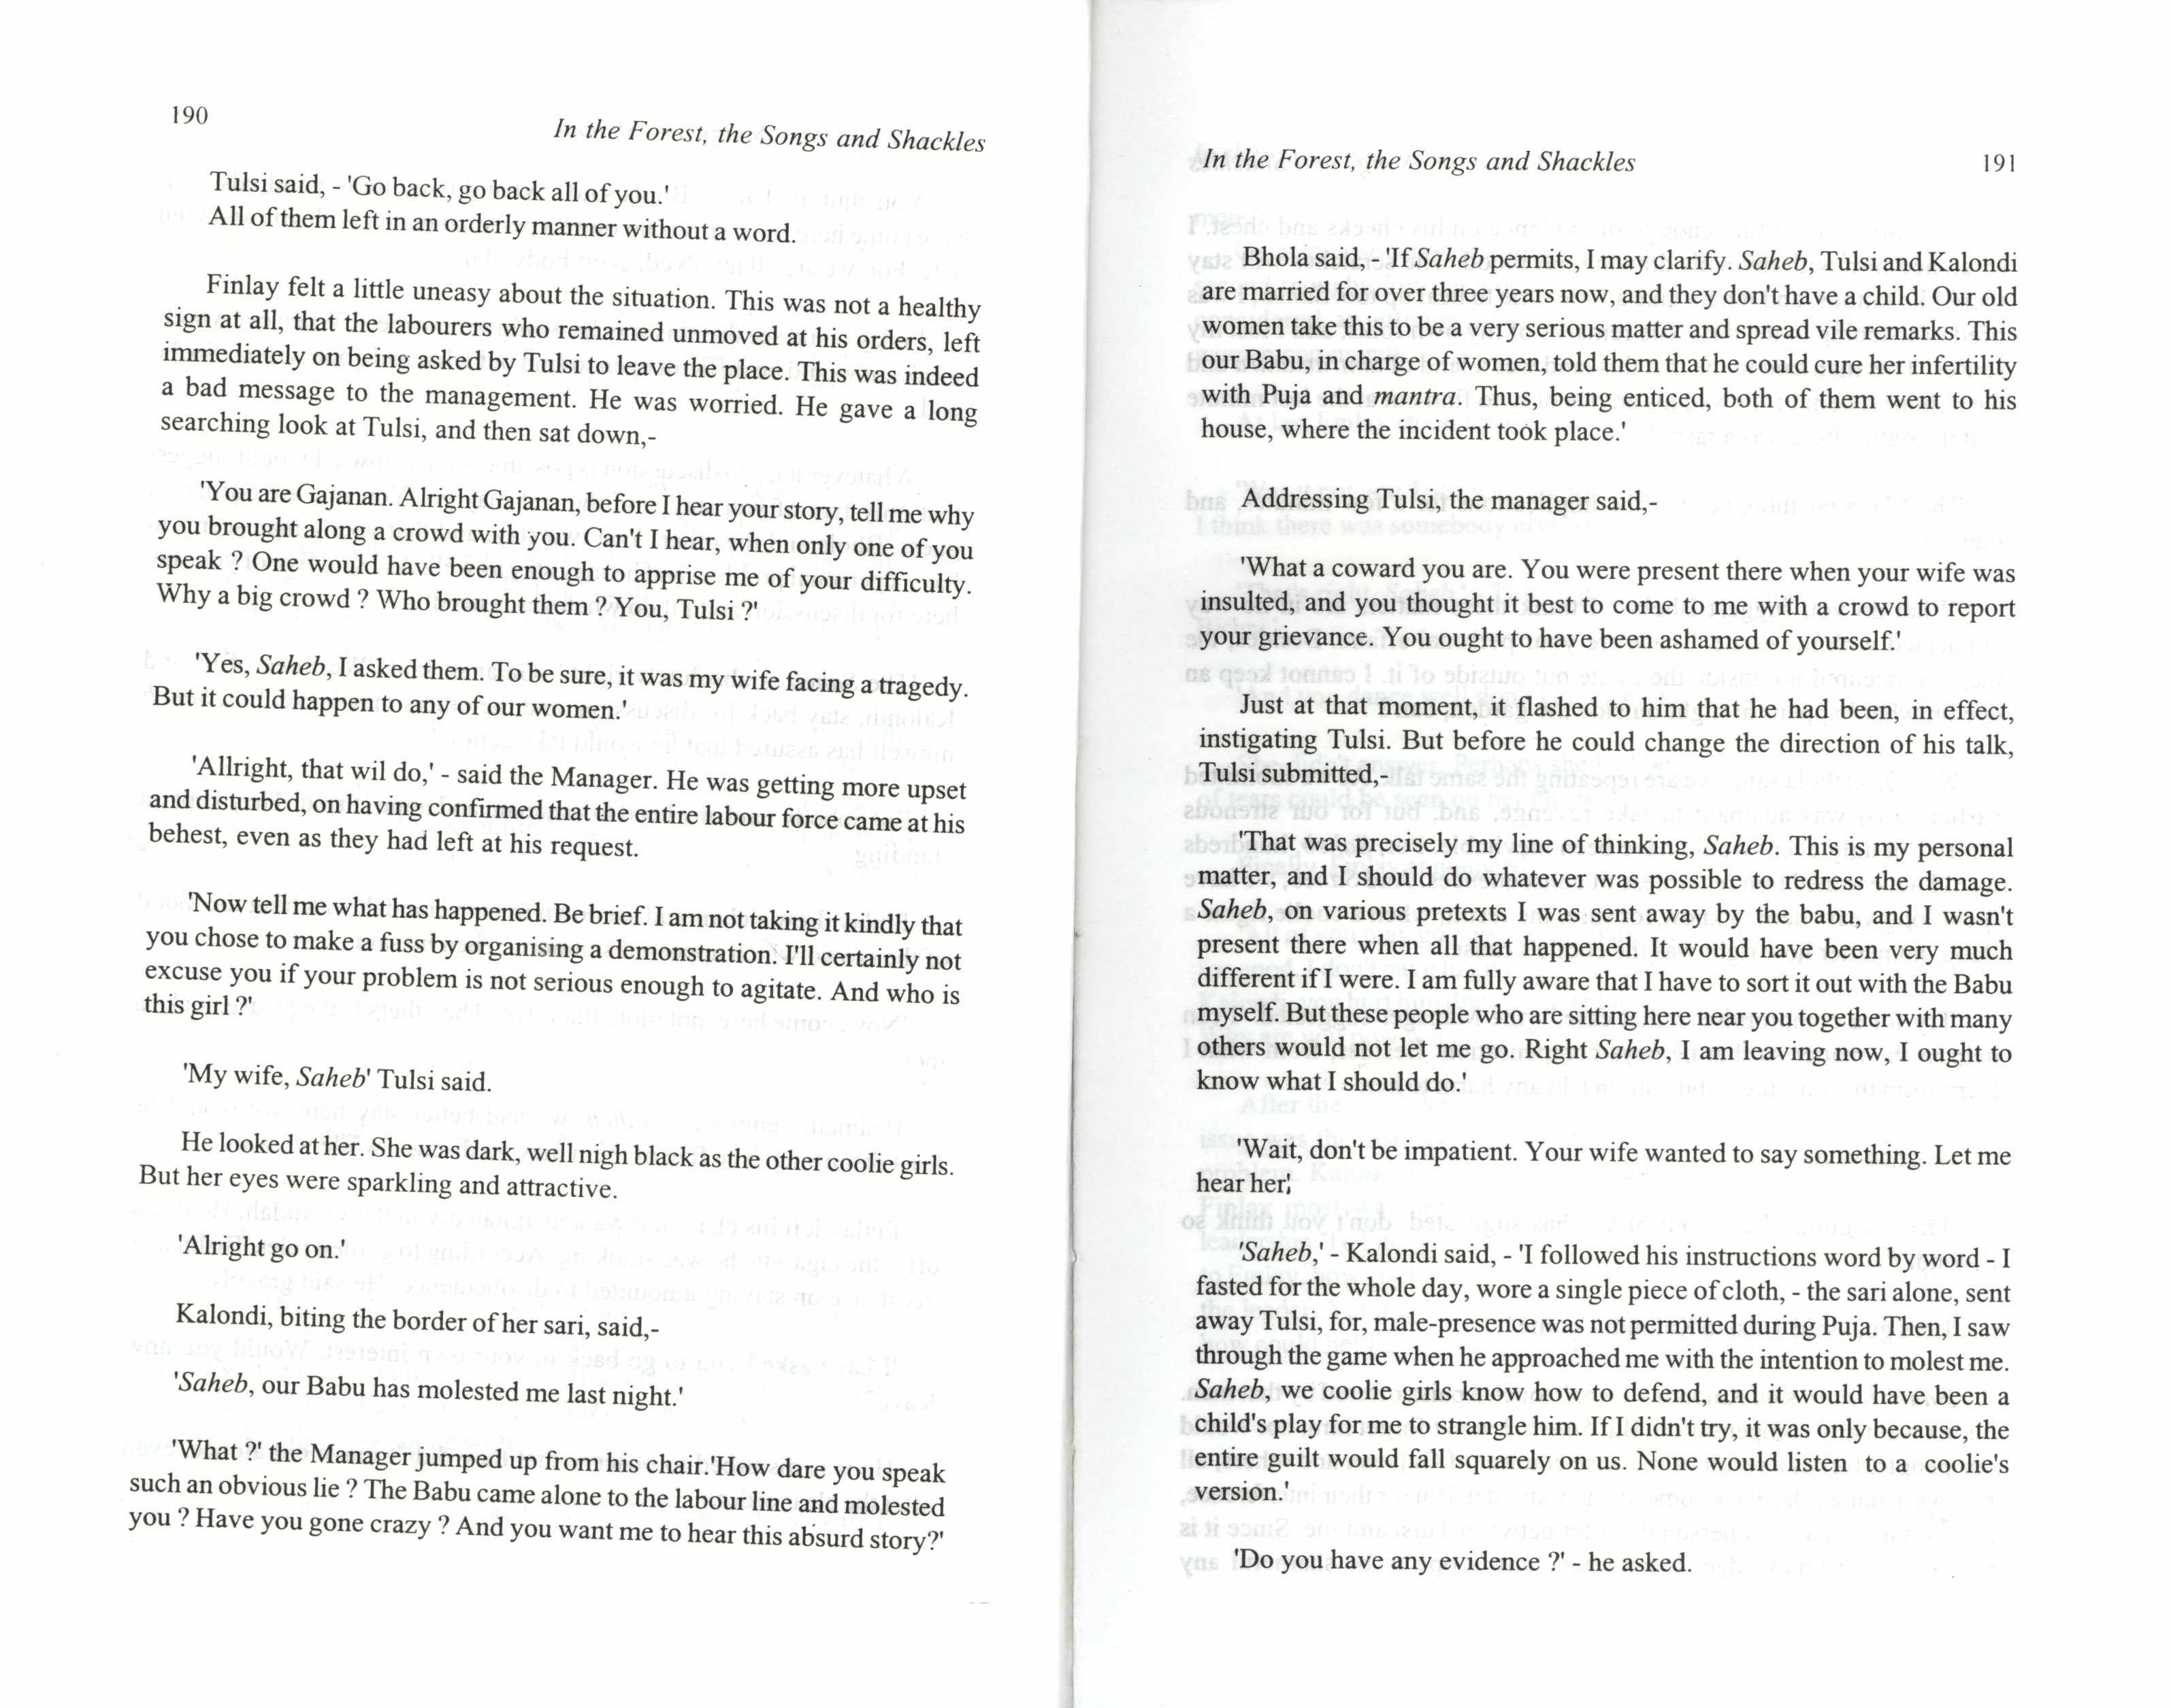 190
In the Forest, the Songs and Shackles
Tulsi said, - 'Go back, go back all of you.'
All of them left in an orderly manner without a word.
Finlay felt a little uneasy about the situation. This was not a healthy
sign at all, that the labourers who remained unmoved at his orders, left
immediately on being asked by Tulsi to leave the place. This was indeed
a bad message to the management. He was worried. He gave a long
searching look at Tulsi, and then sat down,-
'You are Gajanan. Alright Gajanan, before I hear your story, tell me why
you brought along a crowd with you. Can't I hear, when only one of you
speak ? One would have been enough to apprise me of your difficulty.
Why a big crowd ? Who brought them ? You, Tulsi ?'
'Yes, Saheb, I asked them. To be sure, it was my wife facing a tragedy.
But it could happen to any of our women.'
'Allright, that wil do,' - said the Manager. He was getting more upset
and disturbed, on having confirmed that the entire labour force came at his
behest, even as they had left at his request.
'Now tell me what has happened. Be brief. I am not taking it kindly that
you chose to make a fuss by organising a demonstration. I'll certainly not
excuse you if your problem is not serious enough to agitate. And who is
this girl ?'
'My wife, Saheb' Tulsi said.
He looked at her. She was dark, well nigh black as the other coolie girls.
But her eyes were sparkling and attractive.
'Alright go on.'
Kalondi, biting the border of her sari, said,-
'Saheb, our Babu has molested me last night.'
'What ?' the Manager jumped up from his chair.'How dare you speak
such an obvious lie ? The Babu came alone to the labour line and molested
you ? Have you gone crazy ? And you want me to hear this absurd story?'
In the Forest, the Songs and Shackles
191
Bhola said, - 'If Saheb permits, I may clarify. Saheb, Tulsi and Kalondi
are married for over three years now, and they don't have a child. Our old
women take this to be a very serious matter and spread vile remarks. This
our Babu, in charge of women, told them that he could cure her infertility
with Puja and mantra. Thus, being enticed, both of them went to his
house, where the incident took place.'
Addressing Tulsi, the manager said,-
'What a coward you are. You were present there when your wife was
insulted, and you thought it best to come to me with a crowd to report
your grievance. You ought to have been ashamed of yourself.'
Just at that moment, it flashed to him that he had been, in effect,
instigating Tulsi. But before he could change the direction of his talk,
Tulsi submitted,-
'That was precisely my line of thinking, Saheb. This is my personal
matter, and I should do whatever was possible to redress the damage.
Saheb, on various pretexts I was sent away by the babu, and I wasn't
present there when all that happened. It would have been very much
different if I were. I am fully aware that I have to sort it out with the Babu
myself. But these people who are sitting here near you together with many
others would not let me go. Right Saheb, I am leaving now, I ought to
know what I should do.'
'Wait, don't be impatient. Your wife wanted to say something. Let me
hear her;
'Saheb,' - Kalondi said, - 'I followed his instructions word by word - I
fasted for the whole day, wore a single piece of cloth, - the sari alone, sent
away Tulsi, for, male-presence was not permitted during Puja. Then, I saw
through the game when he approached me with the intention to molest me.
Saheb, we coolie girls know how to defend, and it would have been a
child's play for me to strangle him. If I didn't try, it was only because, the
entire guilt would fall squarely on us. None would listen to a coolie's
version.'
'Do you have any evidence ?' - he asked.